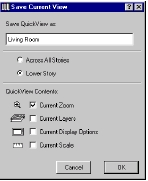 Save Current View
Save QuickView as:
Living Room
Across All Stories
Lower Story
QuickView Contents:
Current Zoom
Current Layers
Current Display Options
Current Scale
Cancel
OK